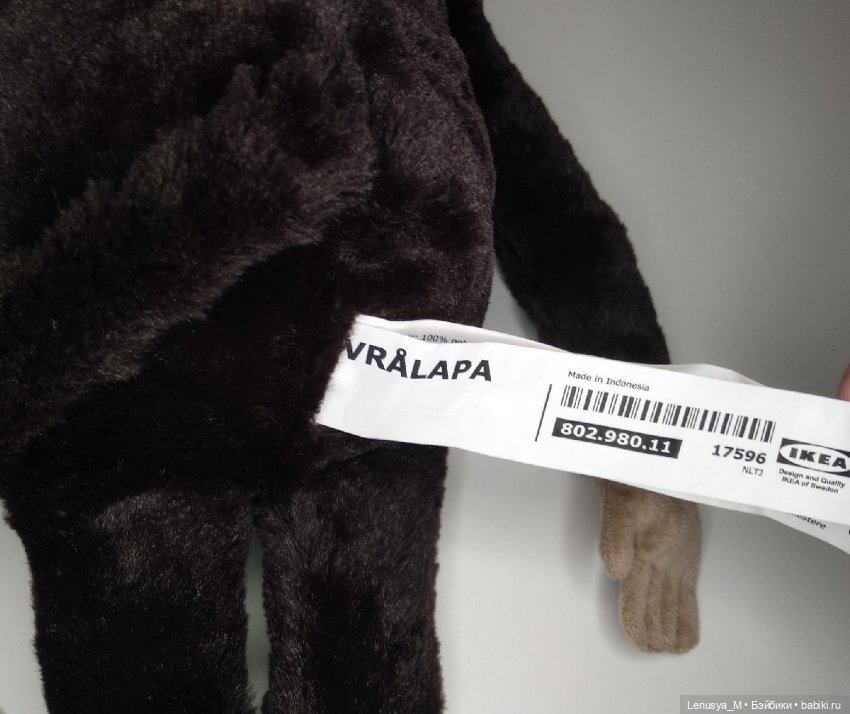 100%
VRÅLAPA
Made in Indonesia
802.980.11
17596
NLTJ
IKEA
Design and Quality
IKEA of Sweden
Lenusya_M • Бэйбики • babiki.ru